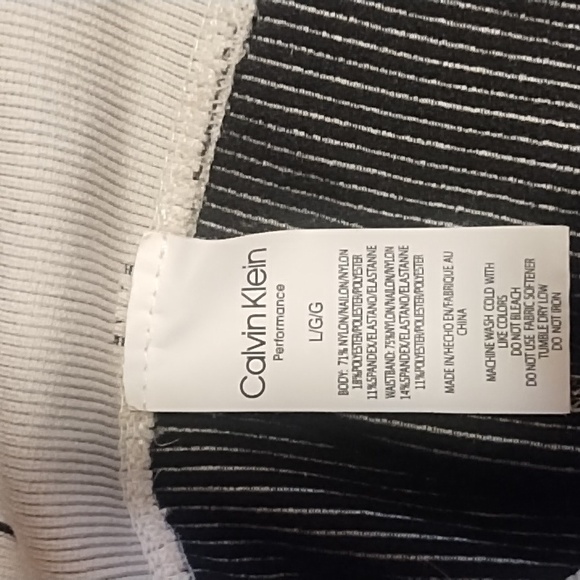 Calvin Klein
Performance
L/G/G
BODY: 71% NYLON/NAILON/NYLON
18%POLYESTER/POLIESTER/POLYESTER
11%SPANDEX/ELASTANO/ELASTANNE
WAISTBAND: 75%NYLON/NAILON/NYLON
14%SPANDEX/ELASTANO/ELASTANNE
11%POLYESTER/POLIESTER/POLYESTER
MADE IN/HECHO EN/FABRIQUE AU
CHINA
MACHINE WASH COLD WITH
LIKE COLORS
DO NOT BLEACH
DO NOT USE FABRIC SOFTENER
TUMBLE DRY LOW
DO NOT IRON